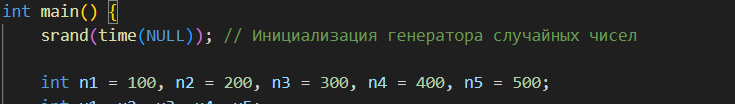 int main() {
srand(time(NULL)); // Инициализация генератора случайных чисел
int n1 = 100, n2 = 200, n3 = 300, n4 = 400, n5 = 500;